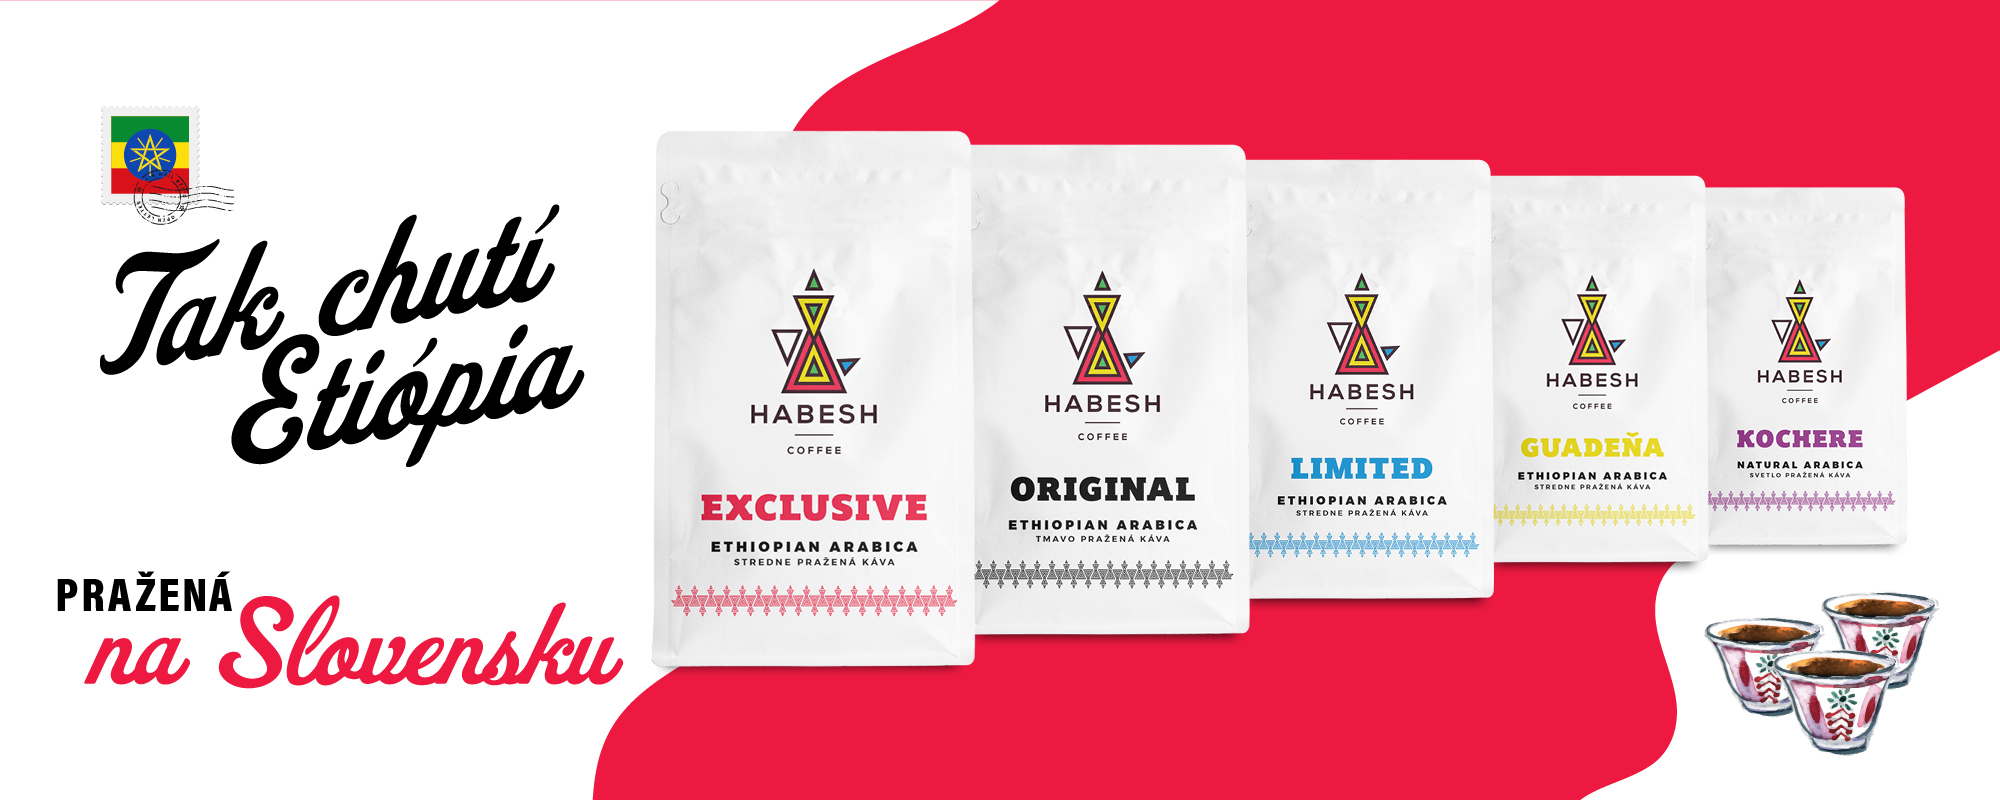 Tak chutí
Etiópia
PRAŽENÁ
na Slovensku
HABESH
COFFEE
EXCLUSIVE
ETHIOPIAN ARABICA
STREDNE PRAŽENÁ KÁVA
HABESH
COFFEE
ORIGINAL
ETHIOPIAN ARABICA
TMAVO PRAŽENÁ KÁVA
HABESH
COFFEE
LIMITED
ETHIOPIAN ARABICA
STREDNE PRAŽENÁ KÁVA
HABESH
COFFEE
GUADEŇA
ETHIOPIAN ARABICA
STREDNE PRAŽENÁ KÁVA
HABESH
COFFEE
KOCHERE
NATURAL ARABICA
SVETLO PRAŽENÁ KÁVA